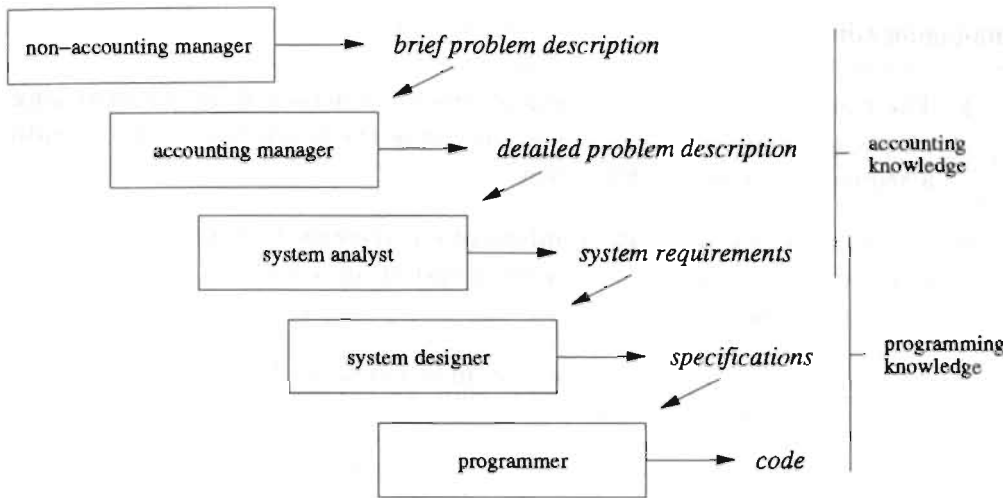 non–accounting manager
brief problem description
accounting manager
detailed problem description
accounting
knowledge
system analyst
system requirements
system designer
specifications
programming
knowledge
programmer
code